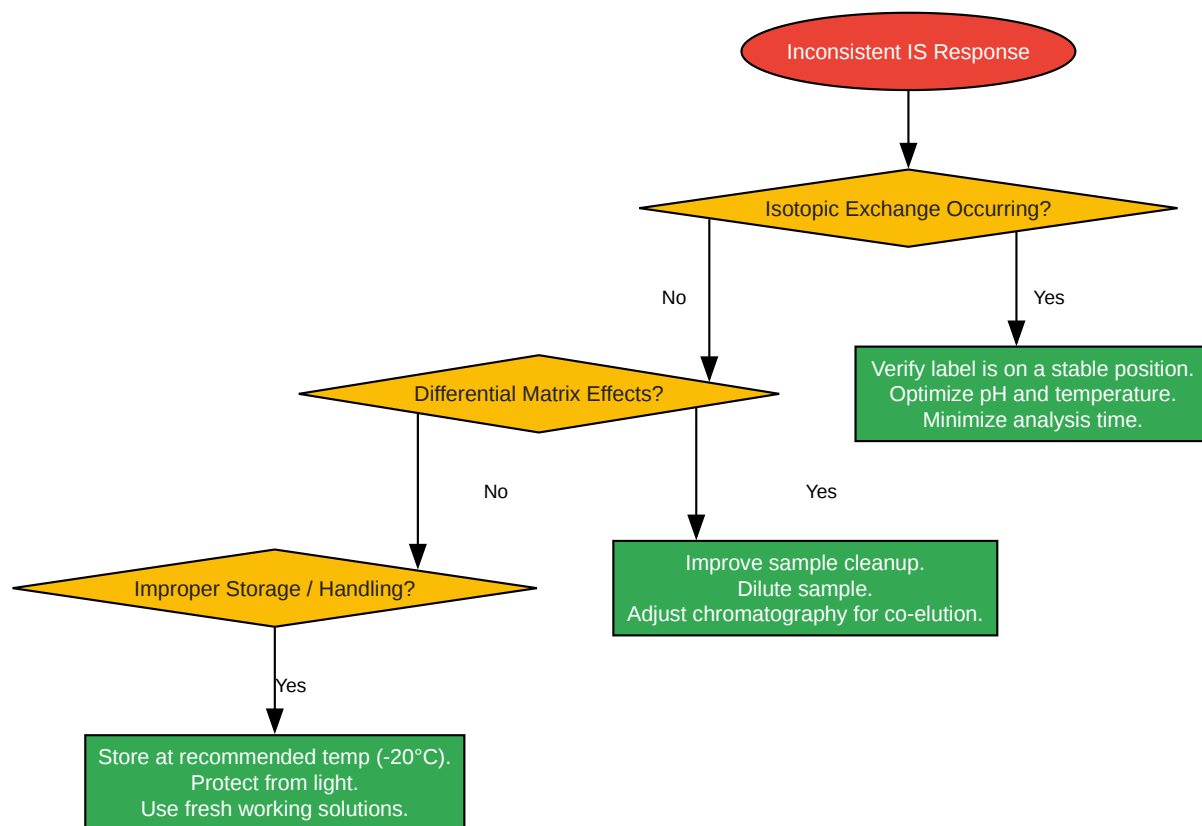 Inconsistent IS Response
Isotopic Exchange Occurring?
No
Yes
Verify label is on a stable position.
Optimize pH and temperature.
Minimize analysis time.
Differential Matrix Effects?
No
Yes
Improve sample cleanup.
Dilute sample.
Adjust chromatography for co-elution.
Improper Storage / Handling?
Yes
Store at recommended temp (-20°C).
Protect from light.
Use fresh working solutions.